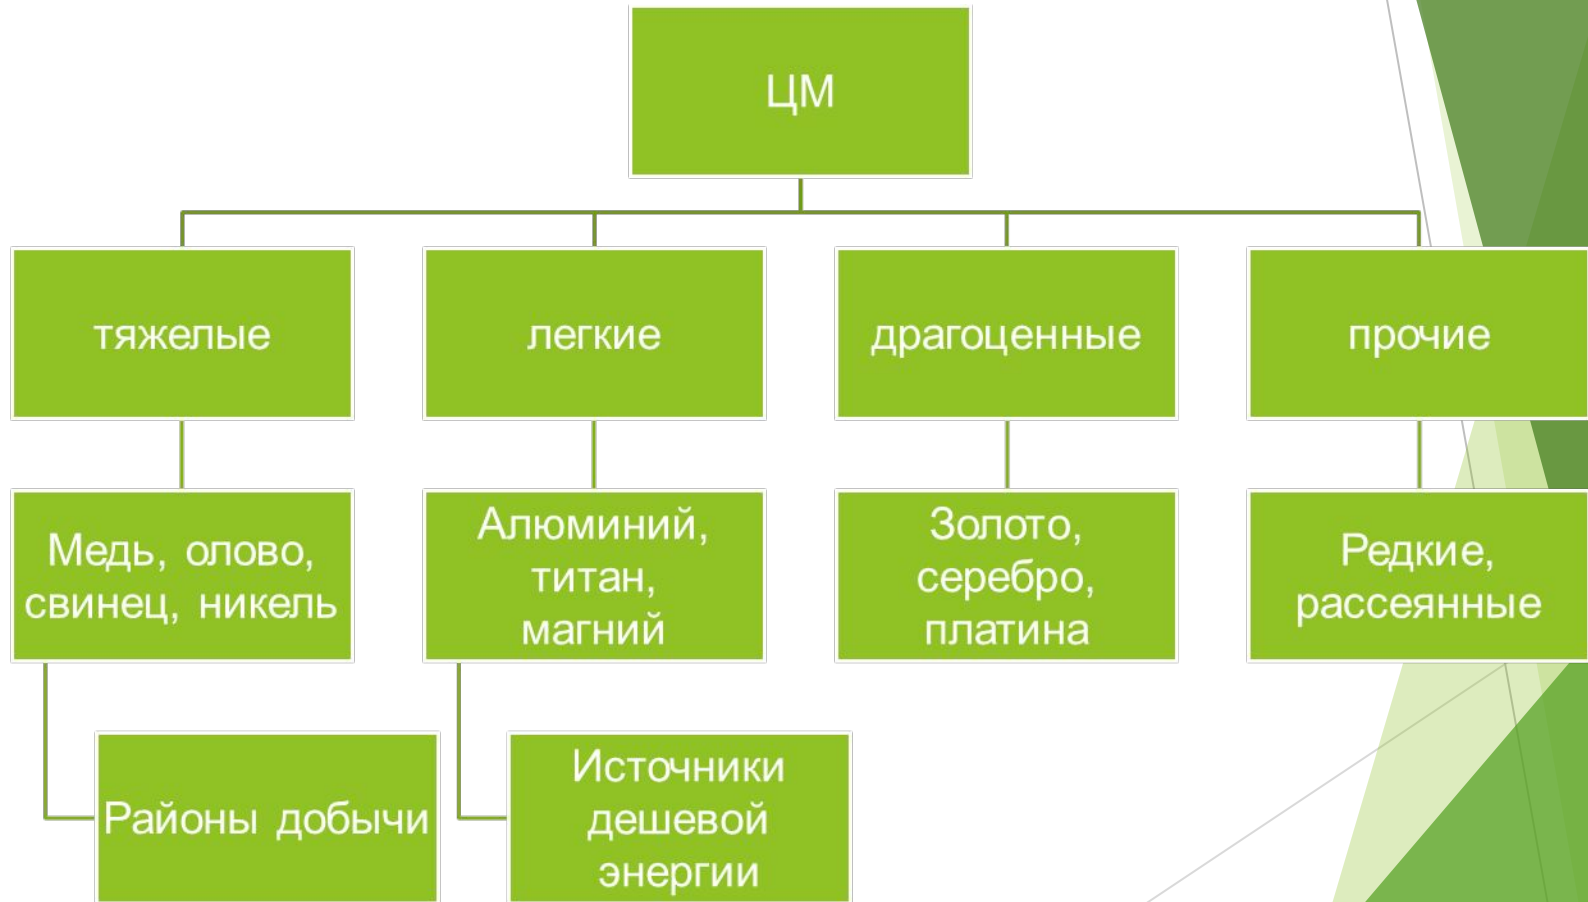 ЦМ
тяжелые
легкие
драгоценные
прочие
Медь, олово,
свинец, никель
Алюминий,
титан,
магний
Золото,
серебро,
платина
Редкие,
рассеянные
Районы добычи
Источники
дешевой
энергии